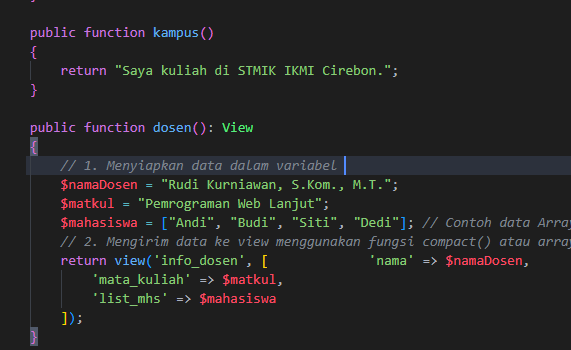 public function kampus()
{
return "Saya kuliah di STMIK IKMI Cirebon.";
}
public function dosen(): View
{
// 1. Menyiapkan data dalam variabel
$namaDosen = "Rudi Kurniawan, S.Kom., M.T.";
$matkul = "Pemrograman Web Lanjut";
$mahasiswa = ["Andi", "Budi", "Siti", "Dedi"]; // Contoh data Array
// 2. Mengirim data ke view menggunakan fungsi compact() atau array
return view('info_dosen', [ 'nama' => $namaDosen,
'mata_kuliah' => $matkul,
'list_mhs' => $mahasiswa
]);
}